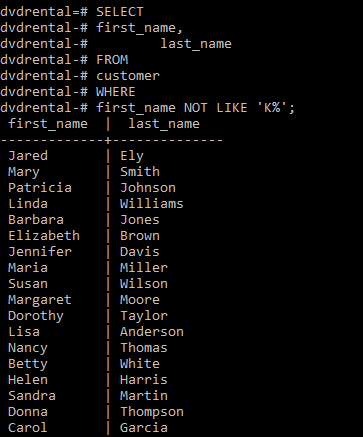 dvdrental=# SELECT
dvdrental-# first_name,
dvdrental-#         last_name
dvdrental-# FROM
dvdrental-# customer
dvdrental-# WHERE
dvdrental-# first_name NOT LIKE 'K%';
 first_name  |  last_name
-------------+--------------
 Jared       | Ely
 Mary        | Smith
 Patricia    | Johnson
 Linda       | Williams
 Barbara     | Jones
 Elizabeth   | Brown
 Jennifer    | Davis
 Maria       | Miller
 Susan       | Wilson
 Margaret    | Moore
 Dorothy     | Taylor
 Lisa        | Anderson
 Nancy       | Thomas
 Betty       | White
 Helen       | Harris
 Sandra      | Martin
 Donna       | Thompson
 Carol       | Garcia